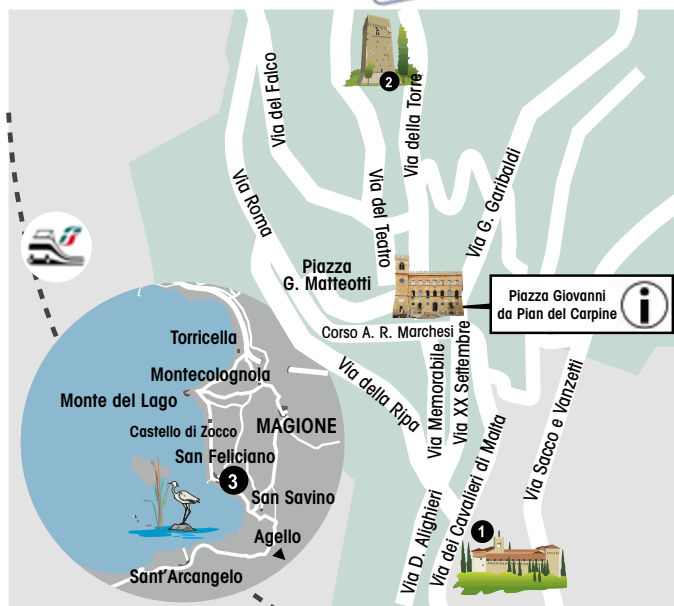 2
Via del Falco
Via della Torre
Via Roma
Via del Teatro
Via G. Garibaldi
Piazza
G. Matteotti
Piazza Giovanni
da Pian del Carpine
i
Corso A. R. Marchesi
Via Memorabile
Via XX Settembre
Via della Ripa
Via Sacco e Vanzetti
Via dei Cavalieri di Malta
Via D. Alighieri
1
Torricella
Montecolognola
Monte del Lago
MAGIONE
Castello di Zocco
San Feliciano
3
San Savino
Agello
Sant'Arcangelo